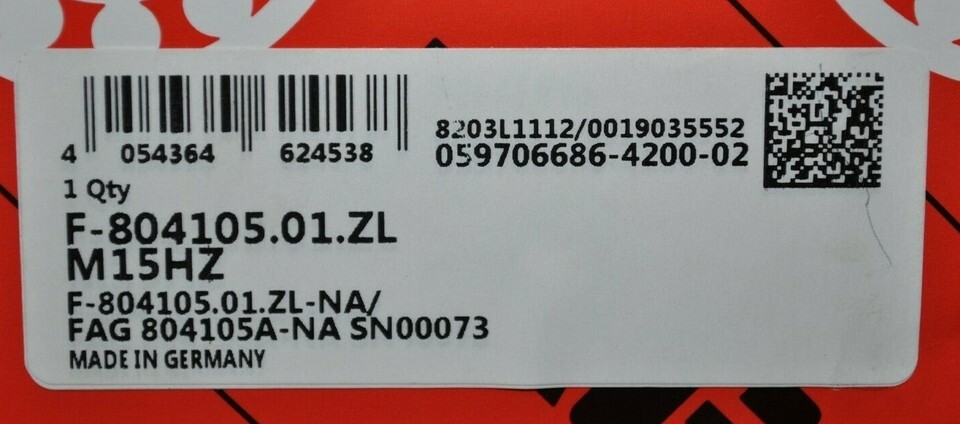 4 054364 624538
8203L1112/0019035552
059706686-4200-02
1 Qty
F-804105.01.ZL
M15HZ
F-804105.01.ZL-NA/
FAG 804105A-NA SN00073
MADE IN GERMANY